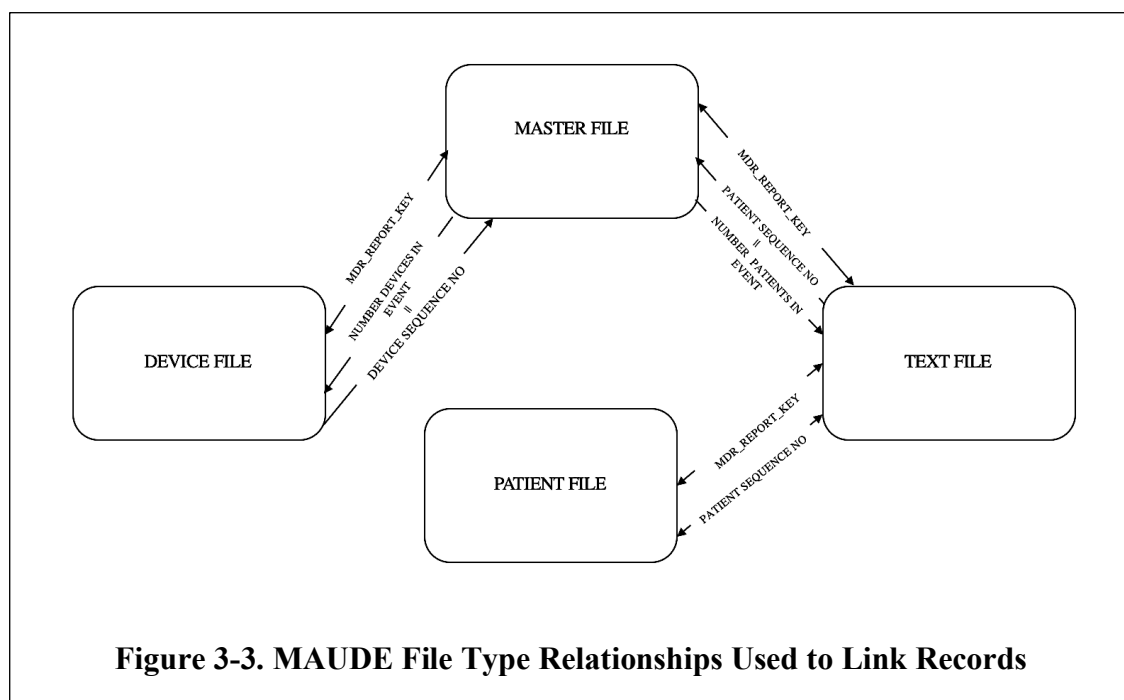 MASTER FILE
MDR_REPORT_KEY
NUMBER DEVICES IN
EVENT
=
DEVICE SEQUENCE NO
MDR_REPORT_KEY
PATIENT SEQUENCE NO
=
NUMBER PATIENTS IN
EVENT
DEVICE FILE
TEXT FILE
MDR_REPORT_KEY
PATIENT SEQUENCE NO
PATIENT FILE
Figure 3-3. MAUDE File Type Relationships Used to Link Records